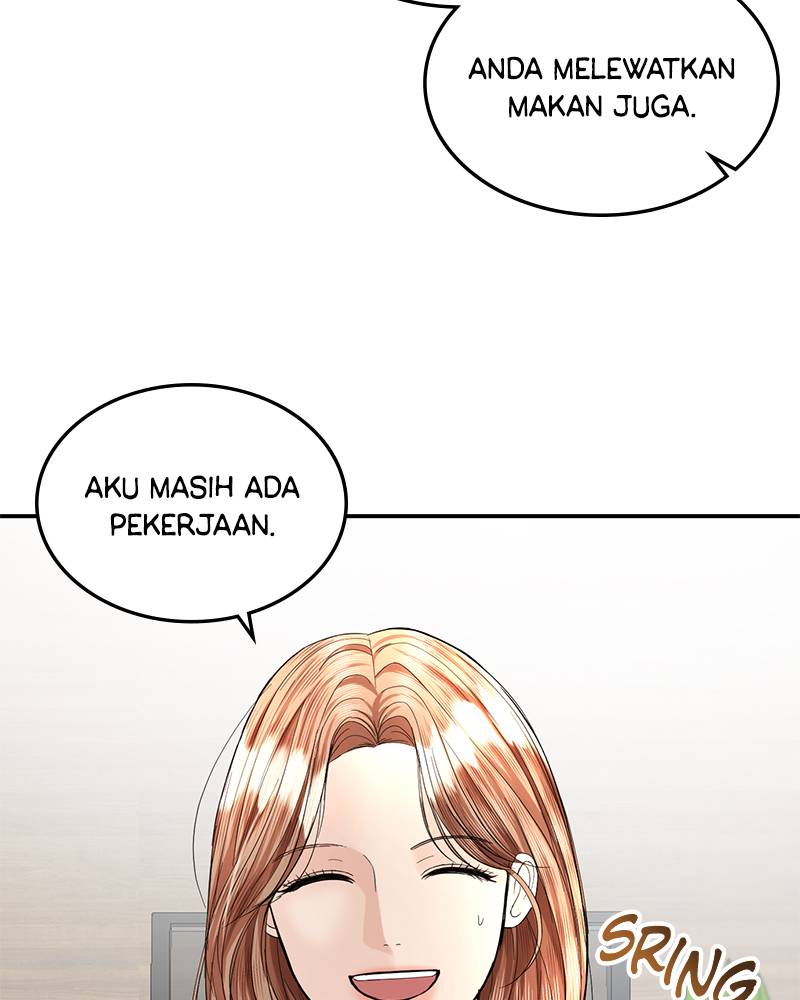 ANDA MELEWATKAN
MAKAN JUGA.
AKU MASIH ADA
PEKERJAAN.
SRING